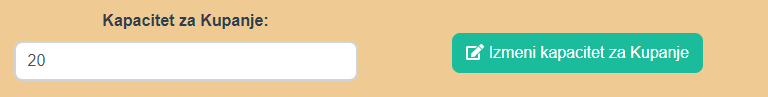 Kapacitet za Kupanje:
20
Izmeni kapacitet za Kupanje